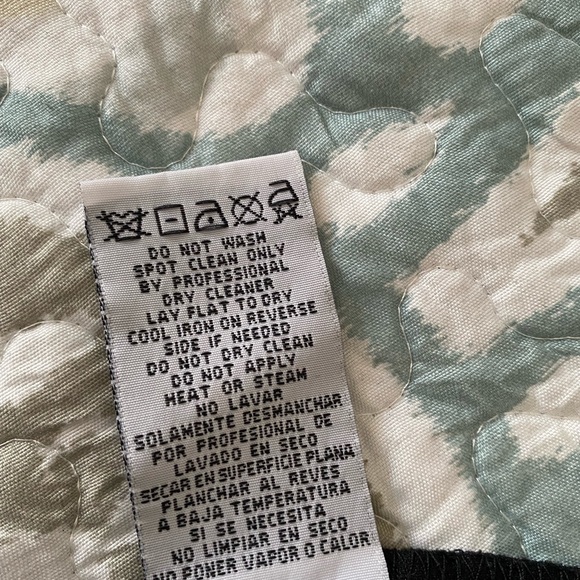 DO NOT WASH
SPOT CLEAN ONLY
BY PROFESSIONAL
DRY CLEANER
LAY FLAT TO DRY
COOL IRON ON REVERSE
SIDE IF NEEDED
DO NOT DRY CLEAN
DO NOT APPLY
HEAT OR STEAM
NO LAVAR
SOLAMENTE DESMANCHAR
POR PROFESIONAL DE
LAVADO EN SECO
SECAR EN SUPERFICIE PLANA
PLANCHAR AL REVES
A BAJA TEMPERATURA
SI SE NECESITA
NO LIMPIAR EN SECO
NO PONER VAPOR O CALOR